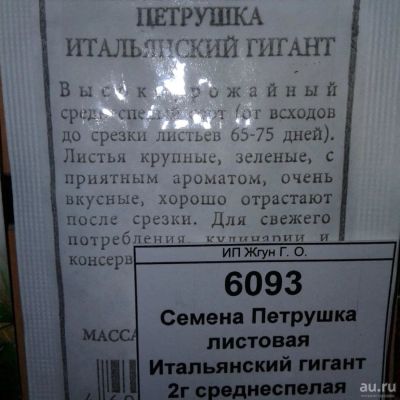 ПЕТРУШКА
ИТАЛЬЯНСКИЙ ГИГАНТ
(от всходов
до срезки листьев 65-75 дней).
Листья крупные, зеленые, с
приятным ароматом, очень
вкусные, хорошо отрастают
после срезки. Для свежего
потребления, кулинарии и
консерв
МАССА
ИП Жгун Г. О.
6093
Семена Петрушка
листовая
Итальянский гигант
2г среднеспелая
au.ru